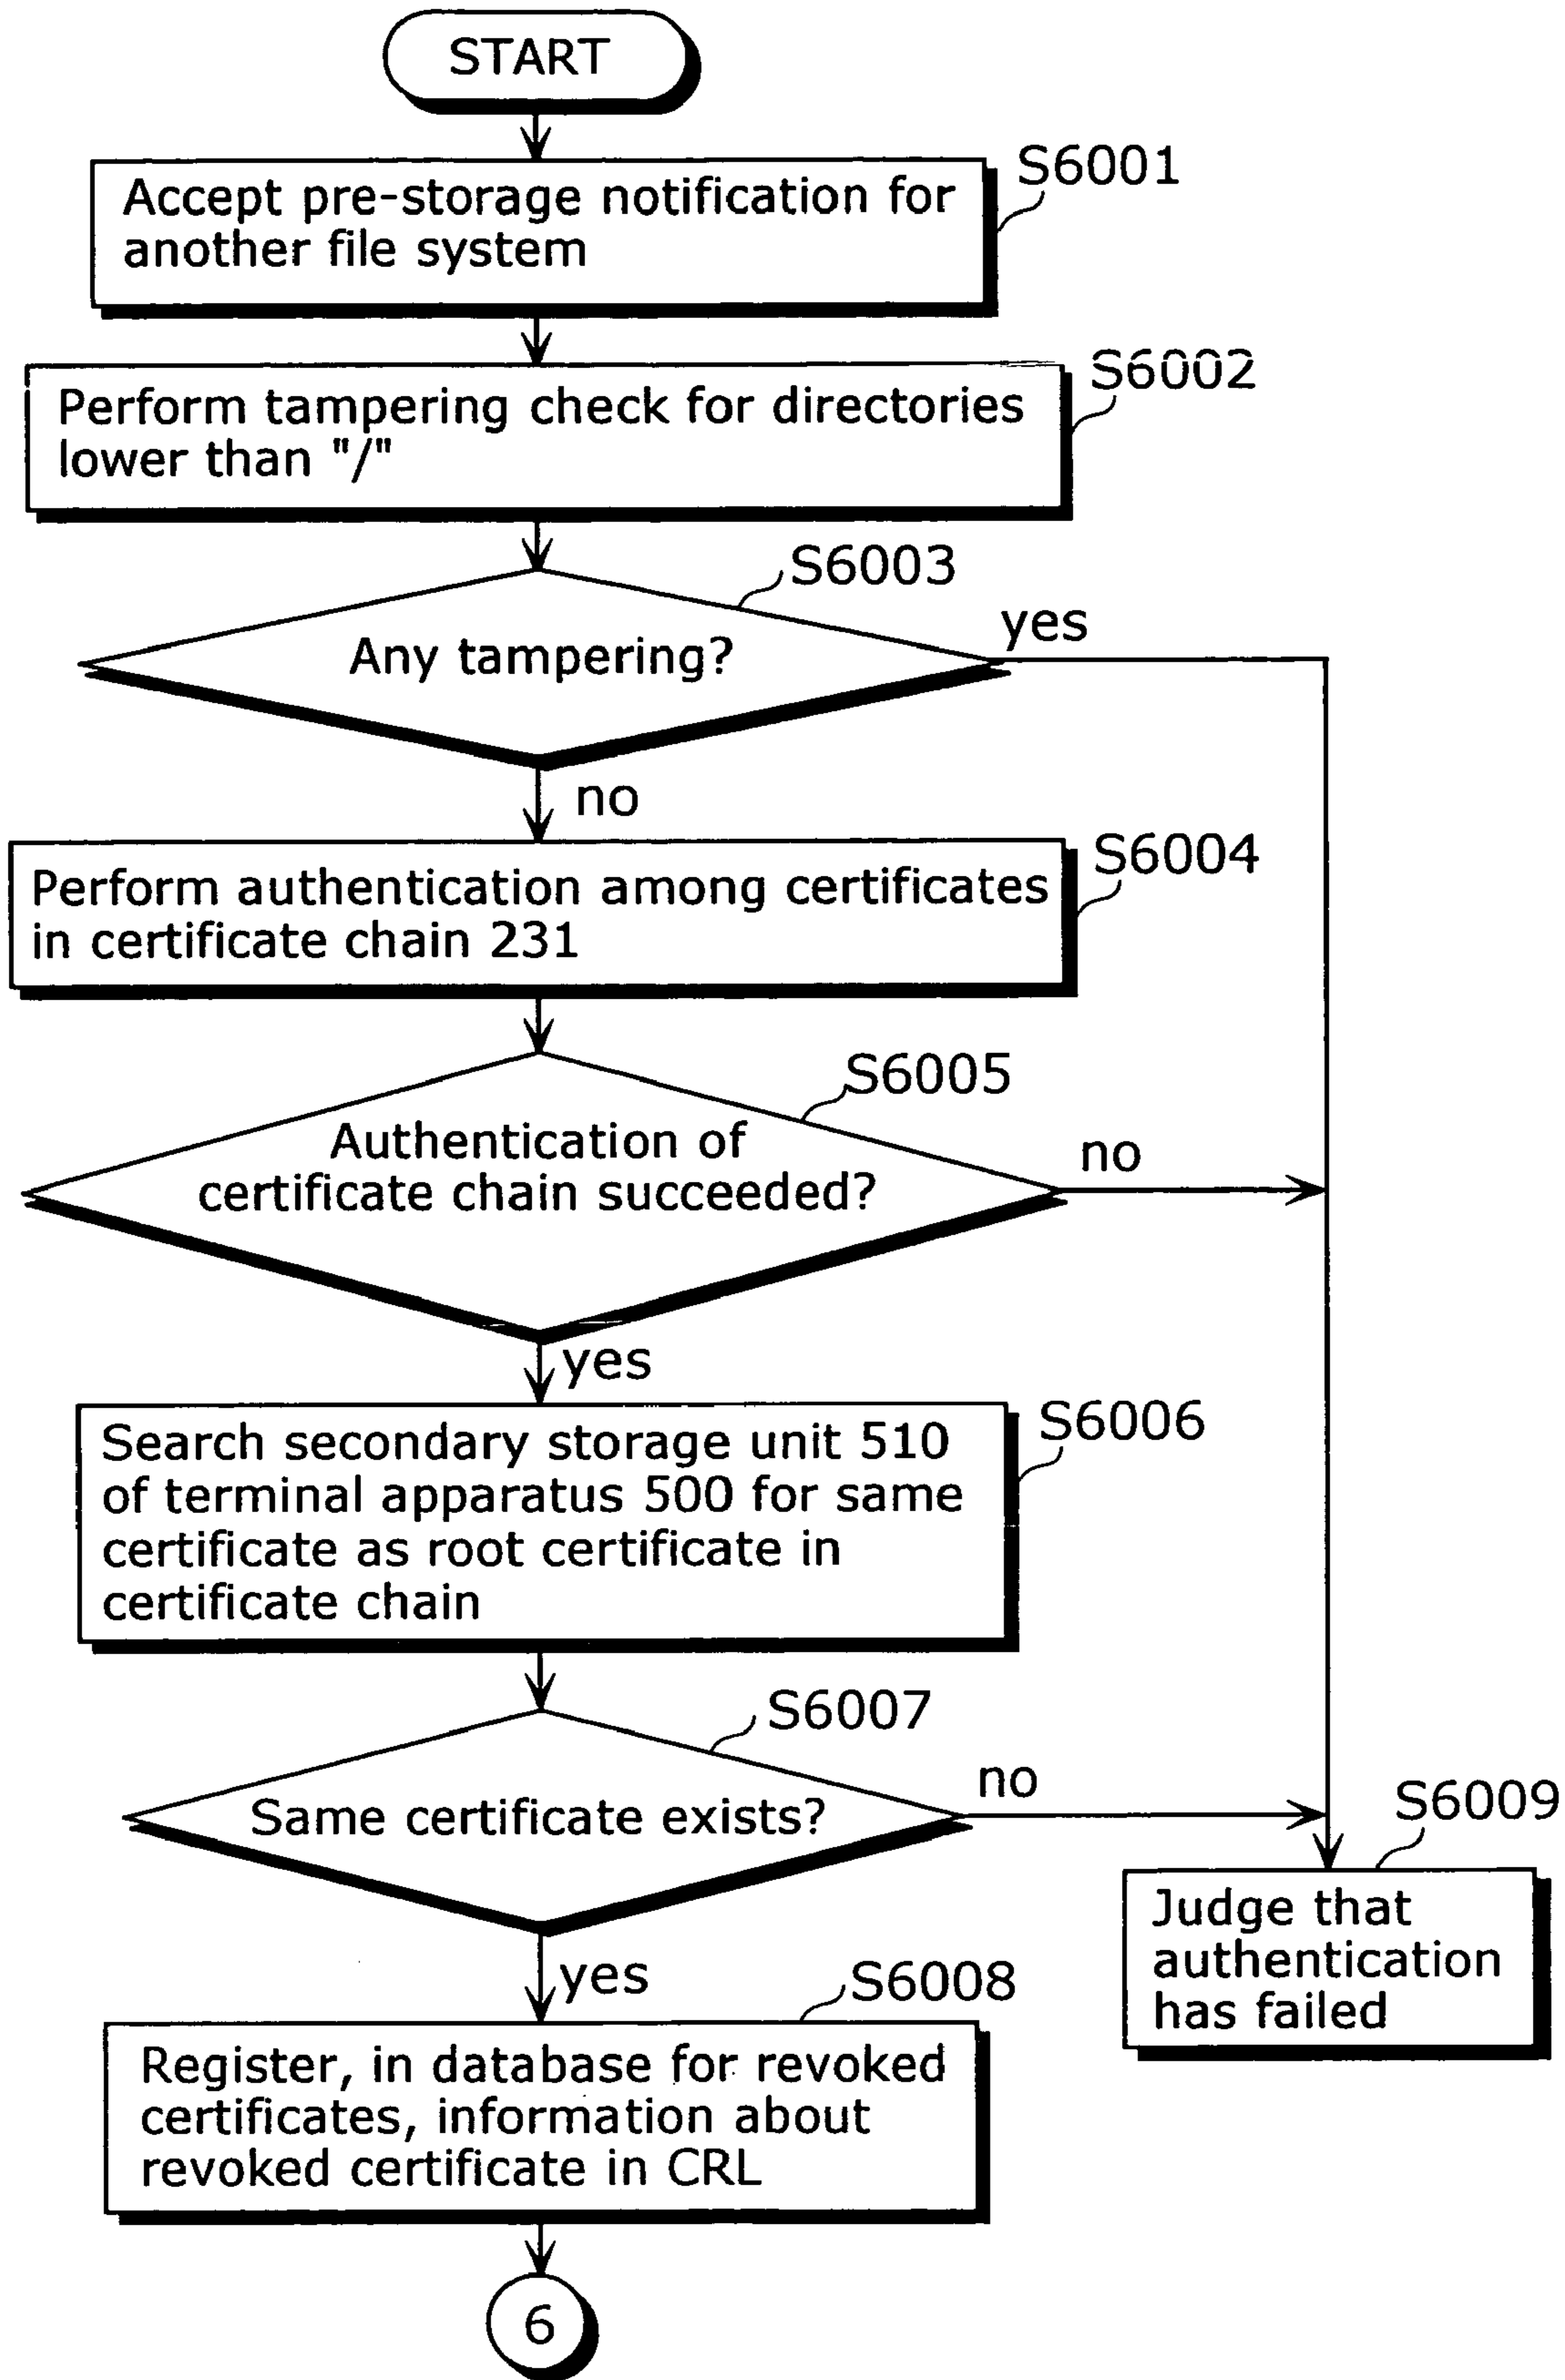 START
S6001
Accept pre-storage notification for
another file system
S6002
Perform tampering check for directories
lower than "/"
S6003
Any tampering?
yes
no
S6004
Perform authentication among certificates
in certificate chain 231
S6005
Authentication of
certificate chain succeeded?
no
yes
S6006
Search secondary storage unit 510
of terminal apparatus 500 for same
certificate as root certificate in
certificate chain
S6007
Same certificate exists?
no
yes
S6009
Judge that
authentication
has failed
S6008
Register, in database for revoked
certificates, information about
revoked certificate in CRL
6